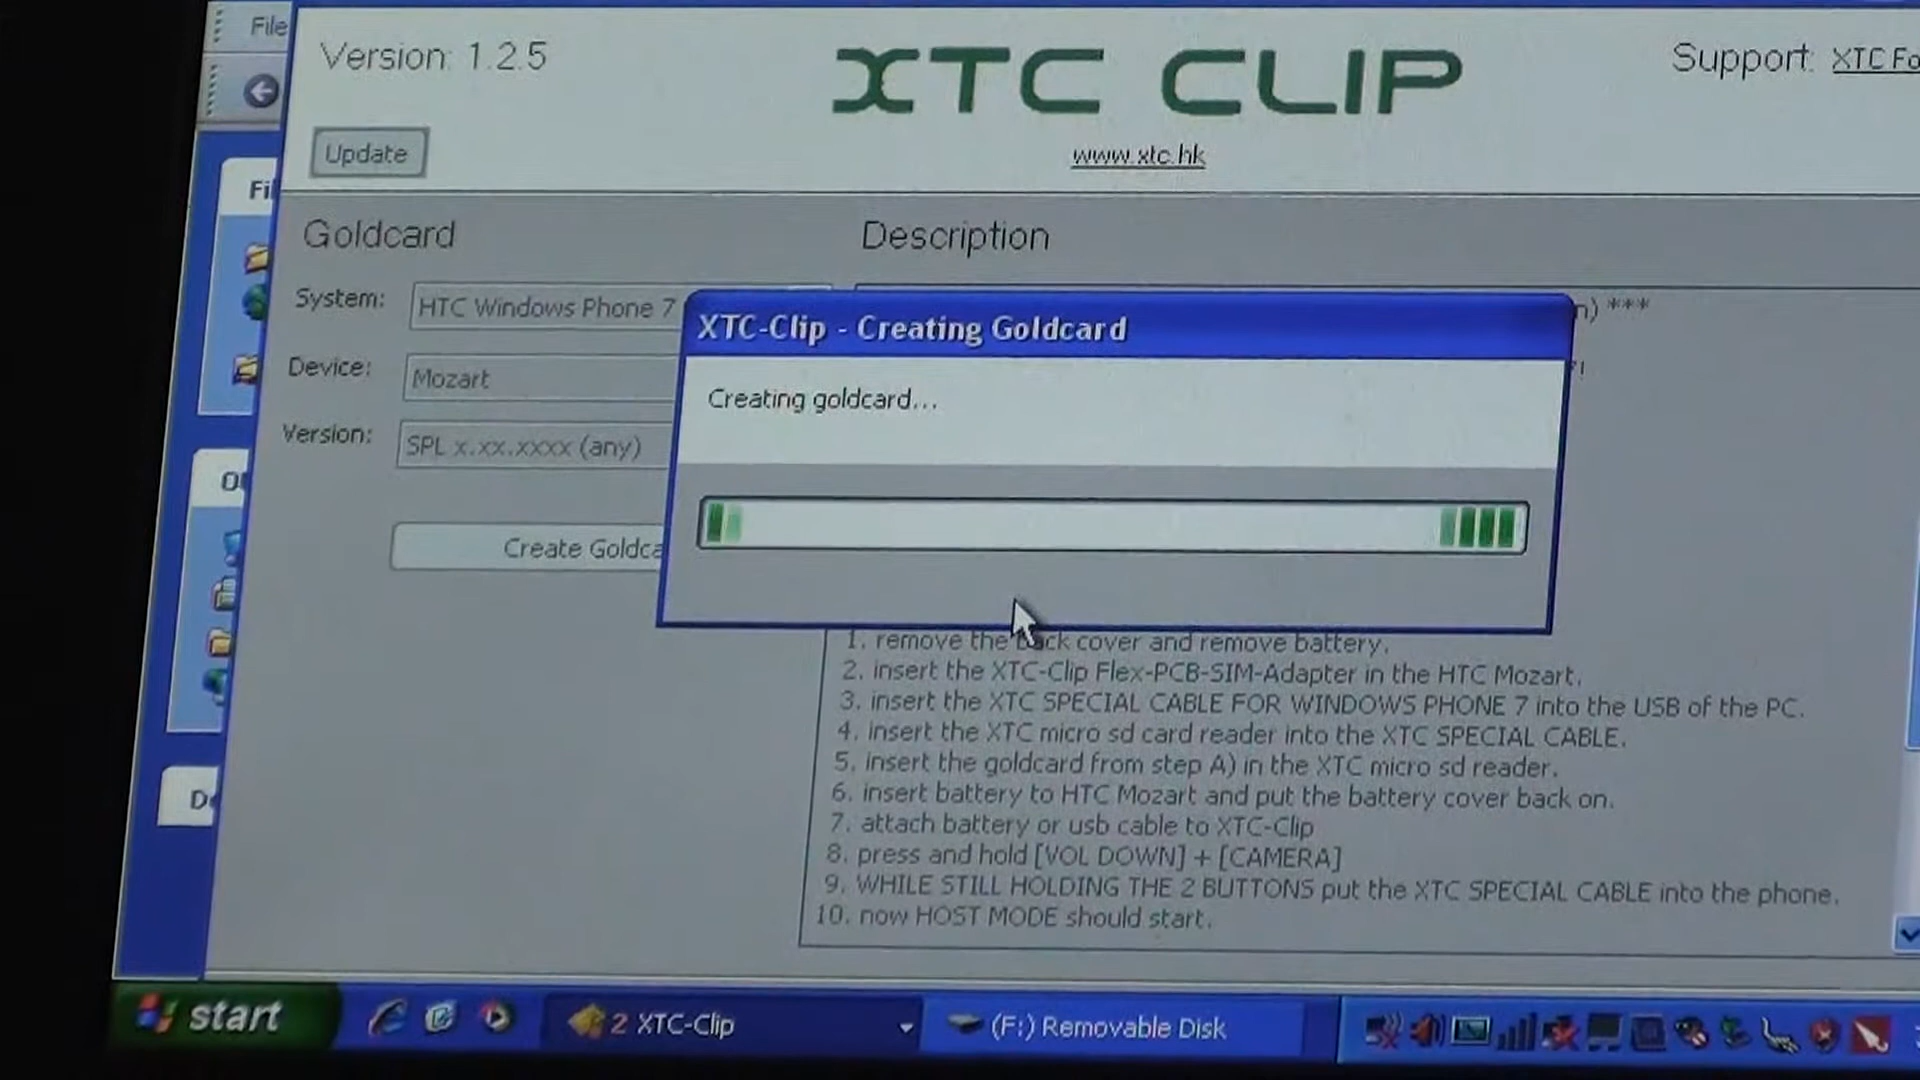 File
Version: 1.2.5
XTC CLIP
Support: XTC Fo
Update
www.xtc.hk
Fil
Goldcard
Description
System:
HTC Windows Phone 7
n) ***
XTC-Clip - Creating Goldcard
Device:
Mozart
Creating goldcard...
Version:
SPL x.xx.xxxx (any)
Create Goldca
1. remove the back cover and remove battery.
2. insert the XTC-Clip Flex-PCB-SIM-Adapter in the HTC Mozart.
3. insert the XTC SPECIAL CABLE FOR WINDOWS PHONE 7 into the USB of the PC.
4. insert the XTC micro sd card reader into the XTC SPECIAL CABLE.
5. insert the goldcard from step A) in the XTC micro sd reader.
6. insert battery to HTC Mozart and put the battery cover back on.
7. attach battery or usb cable to XTC-Clip
8. press and hold [VOL DOWN] + [CAMERA]
9. WHILE STILL HOLDING THE 2 BUTTONS put the XTC SPECIAL CABLE into the phone.
10. now HOST MODE should start.
start
2 XTC-Clip
(F:) Removable Disk